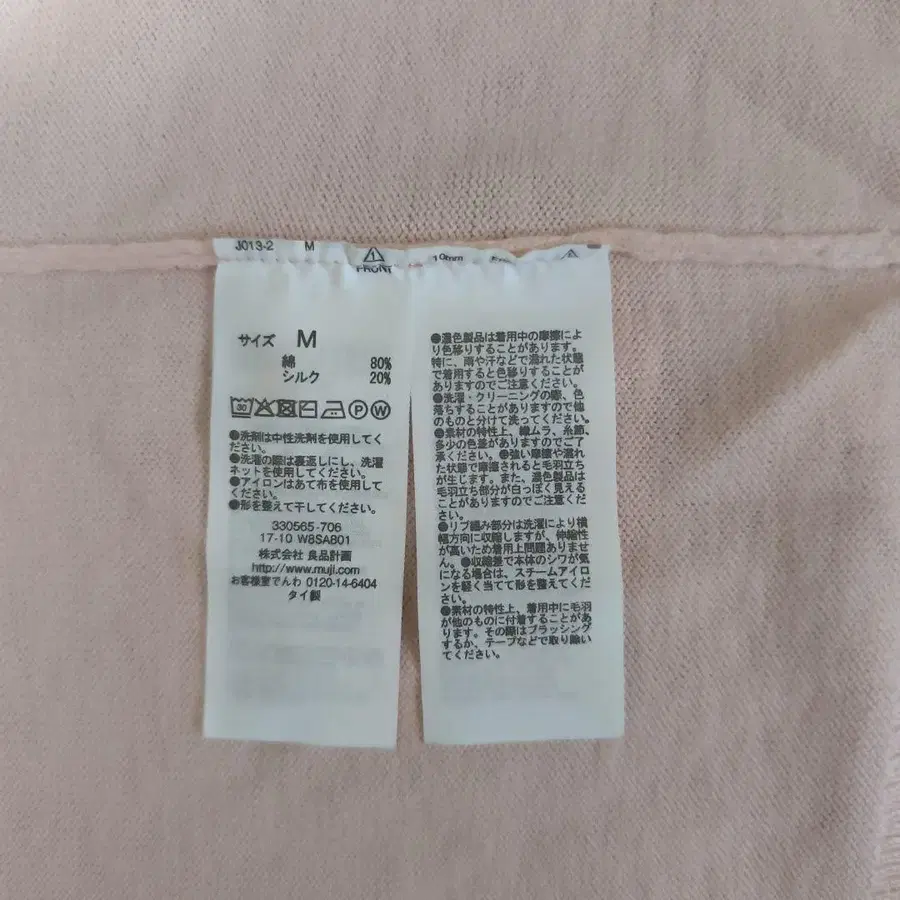 J013-2 M
1
FRONT
10mm
サイズ M
綿 80%
シルク 20%
30 P W
●洗剤は中性洗剤を使用してく
ださい。
●洗濯の際は裏返しにし、洗濯
ネットを使用してください。
●アイロンはあて布を使用して
ください。
●形を整えて干してください。
330565-706
17-10 W8SA801
株式会社 良品計画
http://www.muji.com
お客様室でんわ 0120-14-6404
タイ製
●濃色製品は着用中の摩擦によ
り色移りすることがあります。
特に、雨や汗などで濡れた状態
で着用すると色移りすることが
ありますのでご注意ください。
●洗濯・クリーニングの際、色
落ちすることがありますので他
のものと分けて洗ってください。
●素材の特性上、織ムラ、糸節、
多少の色差がありますのでご了
承ください。●強い摩擦や濡れ
た状態で摩擦されると毛羽立ち
が生じます。また、濃色製品は
毛羽立ち部分が白っぽく見える
ことがありますのでご注意くだ
さい。
●リブ編み部分は洗濯により横
幅方向に収縮しますが、伸縮性
が高いため着用上問題ありませ
ん。●収縮差で本体のシワが気
になる場合は、スチームアイロ
ンを軽く当てて形を整えてくだ
さい。
●素材の特性上、着用中に毛羽
が他のものに付着することがあ
ります。その際はブラッシング
するか、テープなどで取り除い
てください。